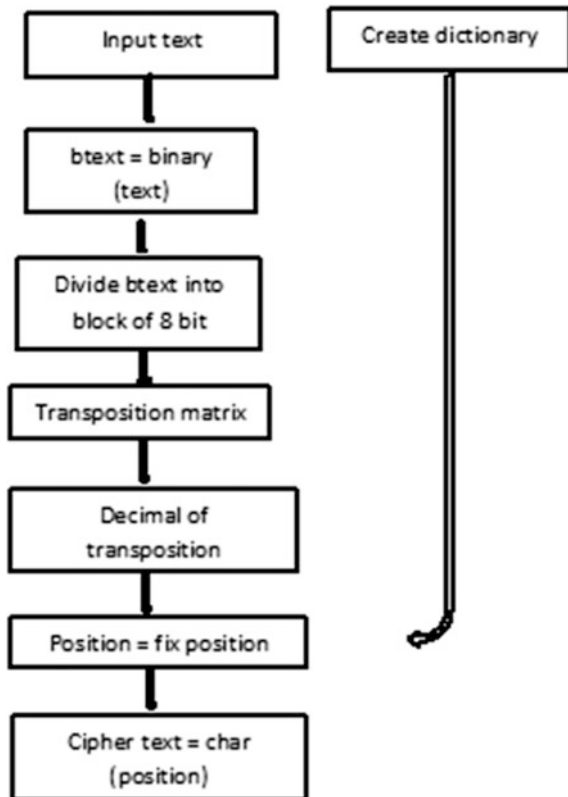 Input text
Create dictionary
btext = binary
(text)
Divide btext into
block of 8 bit
Transposition matrix
Decimal of
transposition
Position = fix position
Cipher text = char
(position)